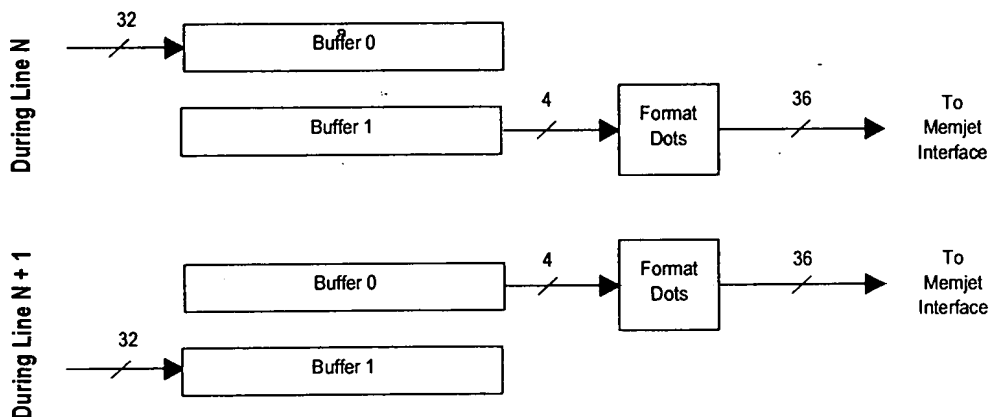 During Line N
32
Buffer 0
Buffer 1
4
Format
Dots
36
To
Memjet
Interface
During Line N + 1
Buffer 0
4
Format
Dots
36
To
Memjet
Interface
32
Buffer 1